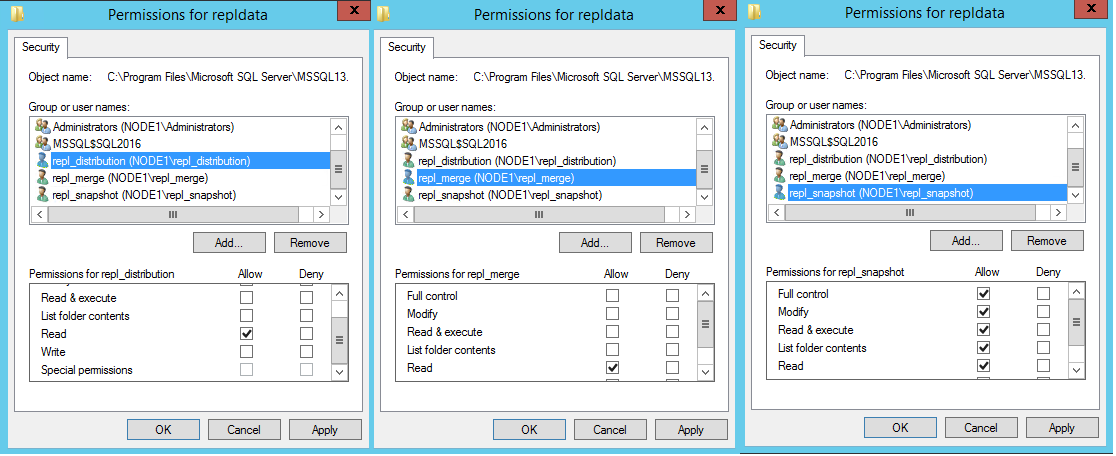 Permissions for repldata
x
Security
Object name: C:\Program Files\Microsoft SQL Server\MSSQL13.
Group or user names:
Administrators (NODE1\Administrators)
MSSQL$SQL2016
repl_distribution (NODE1\repl_distribution)
repl_merge (NODE1\repl_merge)
repl_snapshot (NODE1\repl_snapshot)
Add... Remove
Permissions for repl_distribution Allow Deny
Read & execute
List folder contents
Read
Write
Special permissions
OK Cancel Apply
Permissions for repldata
x
Security
Object name: C:\Program Files\Microsoft SQL Server\MSSQL13.
Group or user names:
Administrators (NODE1\Administrators)
MSSQL$SQL2016
repl_distribution (NODE1\repl_distribution)
repl_merge (NODE1\repl_merge)
repl_snapshot (NODE1\repl_snapshot)
Add... Remove
Permissions for repl_merge Allow Deny
Full control
Modify
Read & execute
List folder contents
Read
OK Cancel Apply
Permissions for repldata
x
Security
Object name: C:\Program Files\Microsoft SQL Server\MSSQL13.
Group or user names:
Administrators (NODE1\Administrators)
MSSQL$SQL2016
repl_distribution (NODE1\repl_distribution)
repl_merge (NODE1\repl_merge)
repl_snapshot (NODE1\repl_snapshot)
Add... Remove
Permissions for repl_snapshot Allow Deny
Full control
Modify
Read & execute
List folder contents
Read
OK Cancel Apply